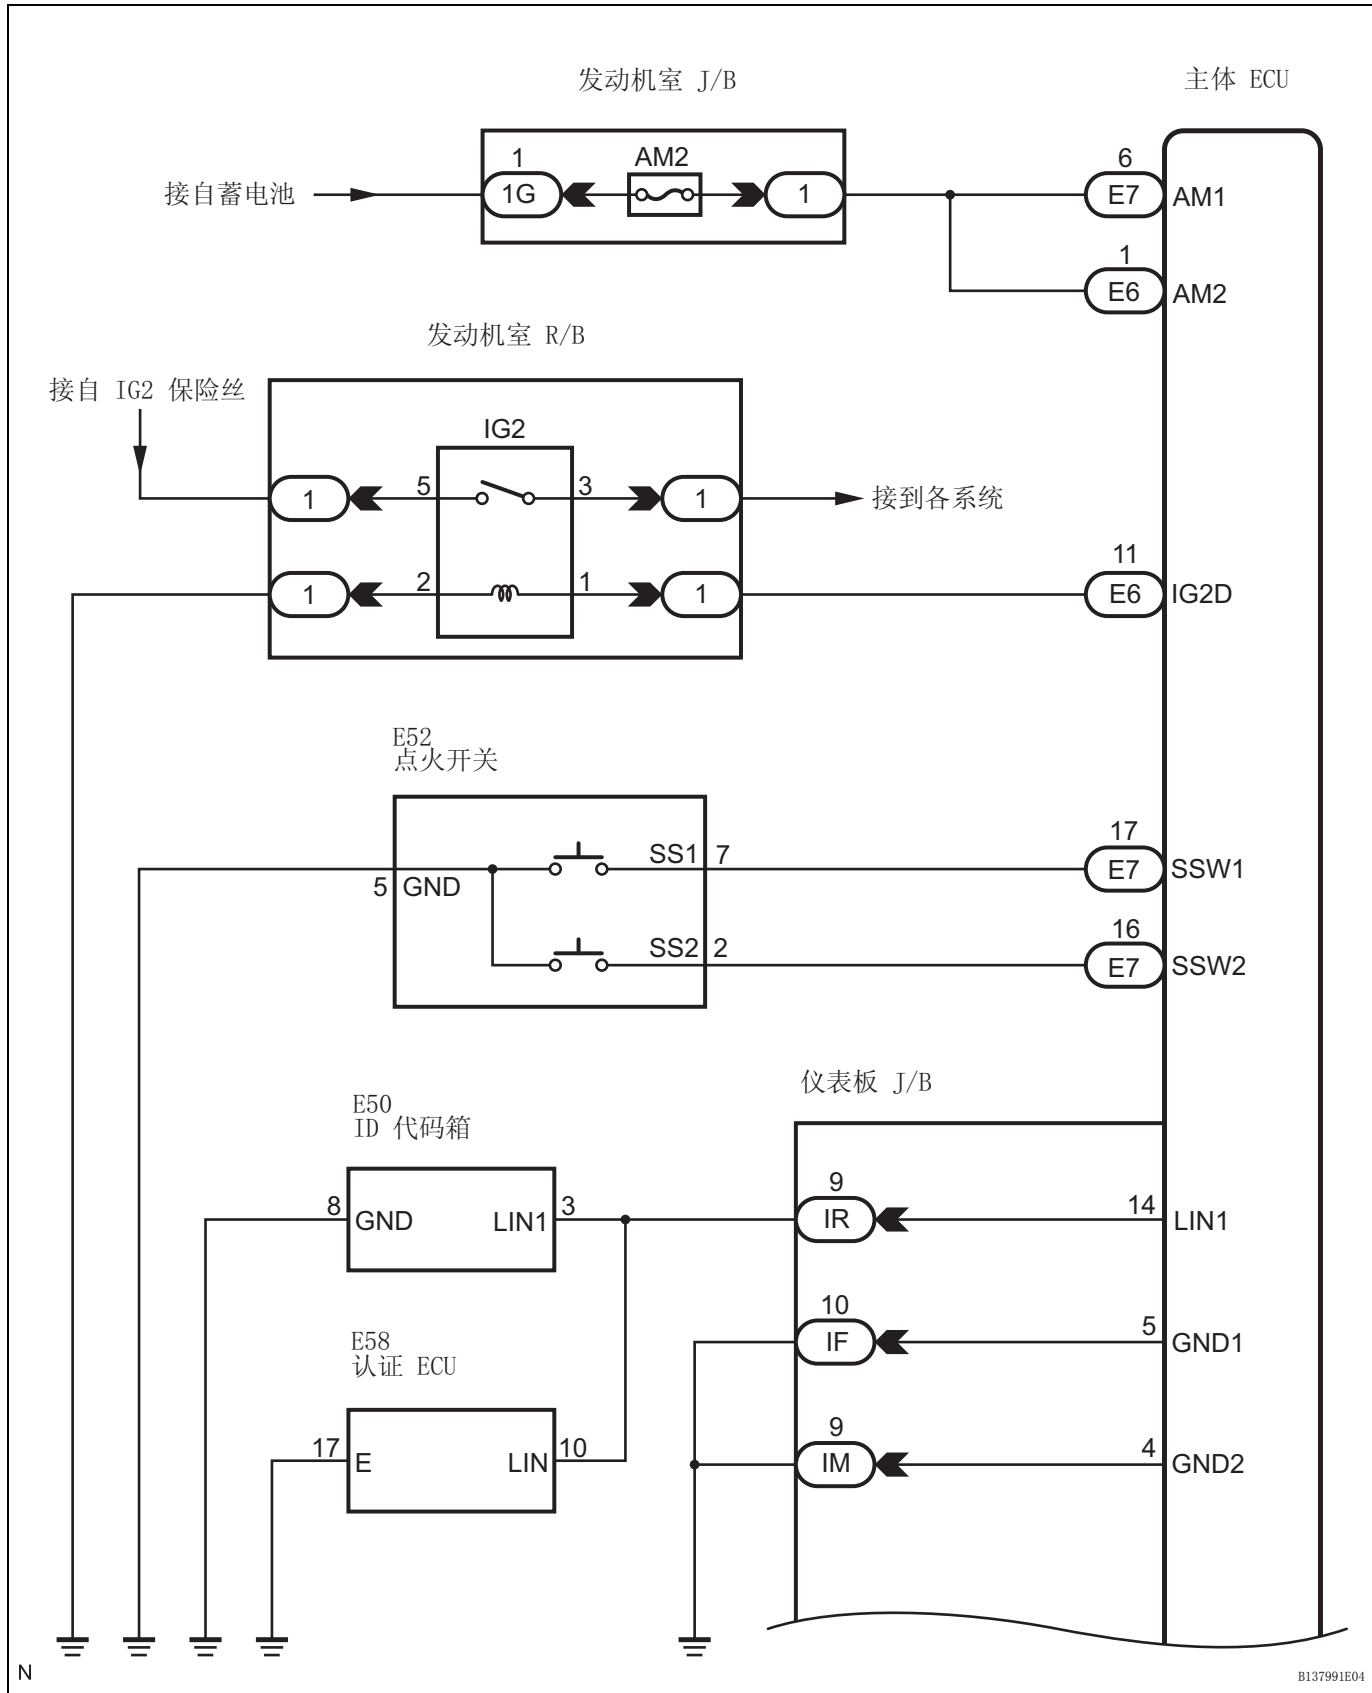 发动机室 J/B
主体 ECU
1
AM2
6
接自蓄电池
1G
1
E7
AM1
1
E6
AM2
发动机室 R/B
接自 IG2 保险丝
IG2
1
5
3
1
接到各系统
11
1
2
1
1
E6
IG2D
E52
点火开关
17
SS1
7
E7
SSW1
5
GND
16
SS2
2
E7
SSW2
仪表板 J/B
E50
ID 代码箱
9
8
GND
LIN1
3
IR
14
LIN1
10
5
IF
GND1
E58
认证 ECU
9
17
E
LIN
10
IM
4
GND2
N
B137991E04